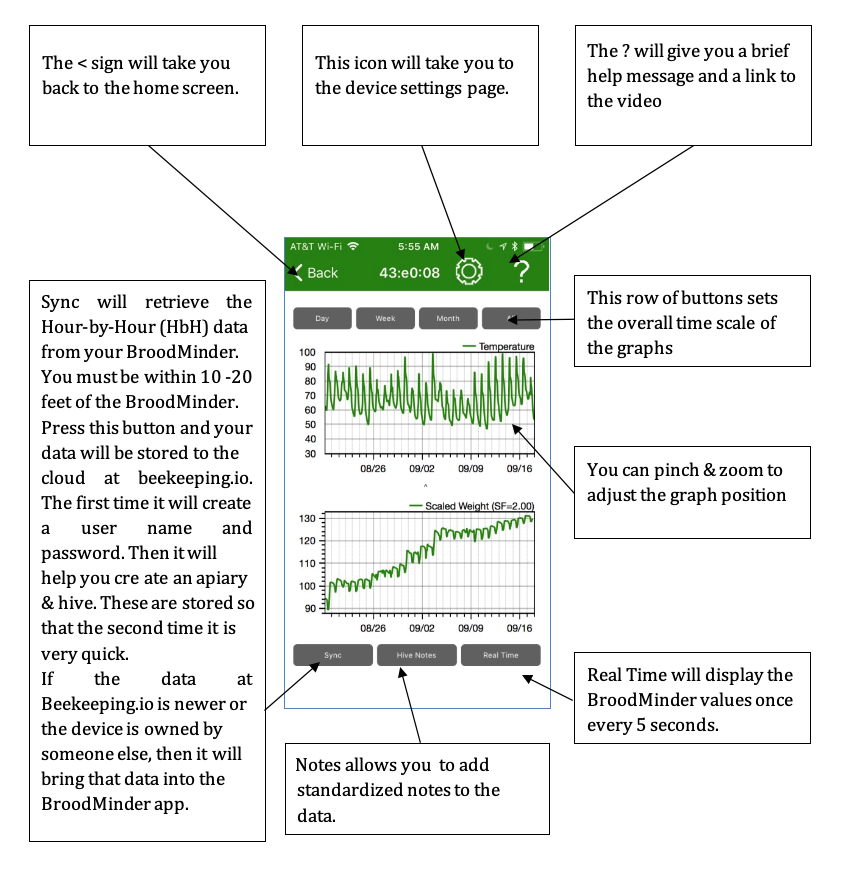 The < sign will take you
back to the home screen.
This icon will take you to
the device settings page.
The ? will give you a brief
help message and a link to
the video
AT&T Wi-Fi 5:55 AM
< Back 43:e0:08 ?
Day Week Month
Temperature
100
90
80
70
60
50
40
30
08/26 09/02 09/09 09/16
^
Scaled Weight (SF=2.00)
130
120
110
100
90
08/26 09/02 09/09 09/16
Sync Hive Notes Real Time
Sync will retrieve the
Hour-by-Hour (HbH) data
from your BroodMinder.
You must be within 10 -20
feet of the BroodMinder.
Press this button and your
data will be stored to the
cloud at beekeeping.io.
The first time it will create
a user name and
password. Then it will
help you cre ate an apiary
& hive. These are stored so
that the second time it is
very quick.
If the data at
Beekeeping.io is newer or
the device is owned by
someone else, then it will
bring that data into the
BroodMinder app.
This row of buttons sets
the overall time scale of
the graphs
You can pinch & zoom to
adjust the graph position
Real Time will display the
BroodMinder values once
every 5 seconds.
Notes allows you to add
standardized notes to the
data.